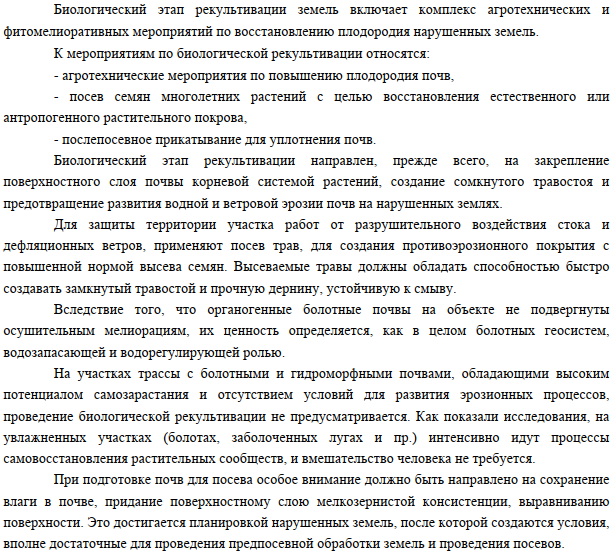 Биологический этап рекультивации земель включает комплекс агротехнических и
фитомелиоративных мероприятий по восстановлению плодородия нарушенных земель.
К мероприятиям по биологической рекультивации относятся:
- агротехнические мероприятия по повышению плодородия почв,
- посев семян многолетних растений с целью восстановления естественного или
антропогенного растительного покрова,
- послепосевное прикатывание для уплотнения почв.
Биологический этап рекультивации направлен, прежде всего, на закрепление
поверхностного слоя почвы корневой системой растений, создание сомкнутого травостоя и
предотвращение развития водной и ветровой эрозии почв на нарушенных землях.
Для защиты территории участка работ от разрушительного воздействия стока и
дефляционных ветров, применяют посев трав, для создания противоэрозионного покрытия с
повышенной нормой высева семян. Высеваемые травы должны обладать способностью быстро
создавать замкнутый травостой и прочную дернину, устойчивую к смыву.
Вследствие того, что органогенные болотные почвы на объекте не подвергнуты
осушительным мелиорациям, их ценность определяется, как в целом болотных геосистем,
водозапасающей и водорегулирующей ролью.
На участках трассы с болотными и гидроморфными почвами, обладающими высоким
потенциалом самозарастания и отсутствием условий для развития эрозионных процессов,
проведение биологической рекультивации не предусматривается. Как показали исследования, на
увлажненных участках (болотах, заболоченных лугах и пр.) интенсивно идут процессы
самовосстановления растительных сообществ, и вмешательство человека не требуется.
При подготовке почв для посева особое внимание должно быть направлено на сохранение
влаги в почве, придание поверхностному слою мелкозернистой консистенции, выравниванию
поверхности. Это достигается планировкой нарушенных земель, после которой создаются условия,
вполне достаточные для проведения предпосевной обработки земель и проведения посевов.